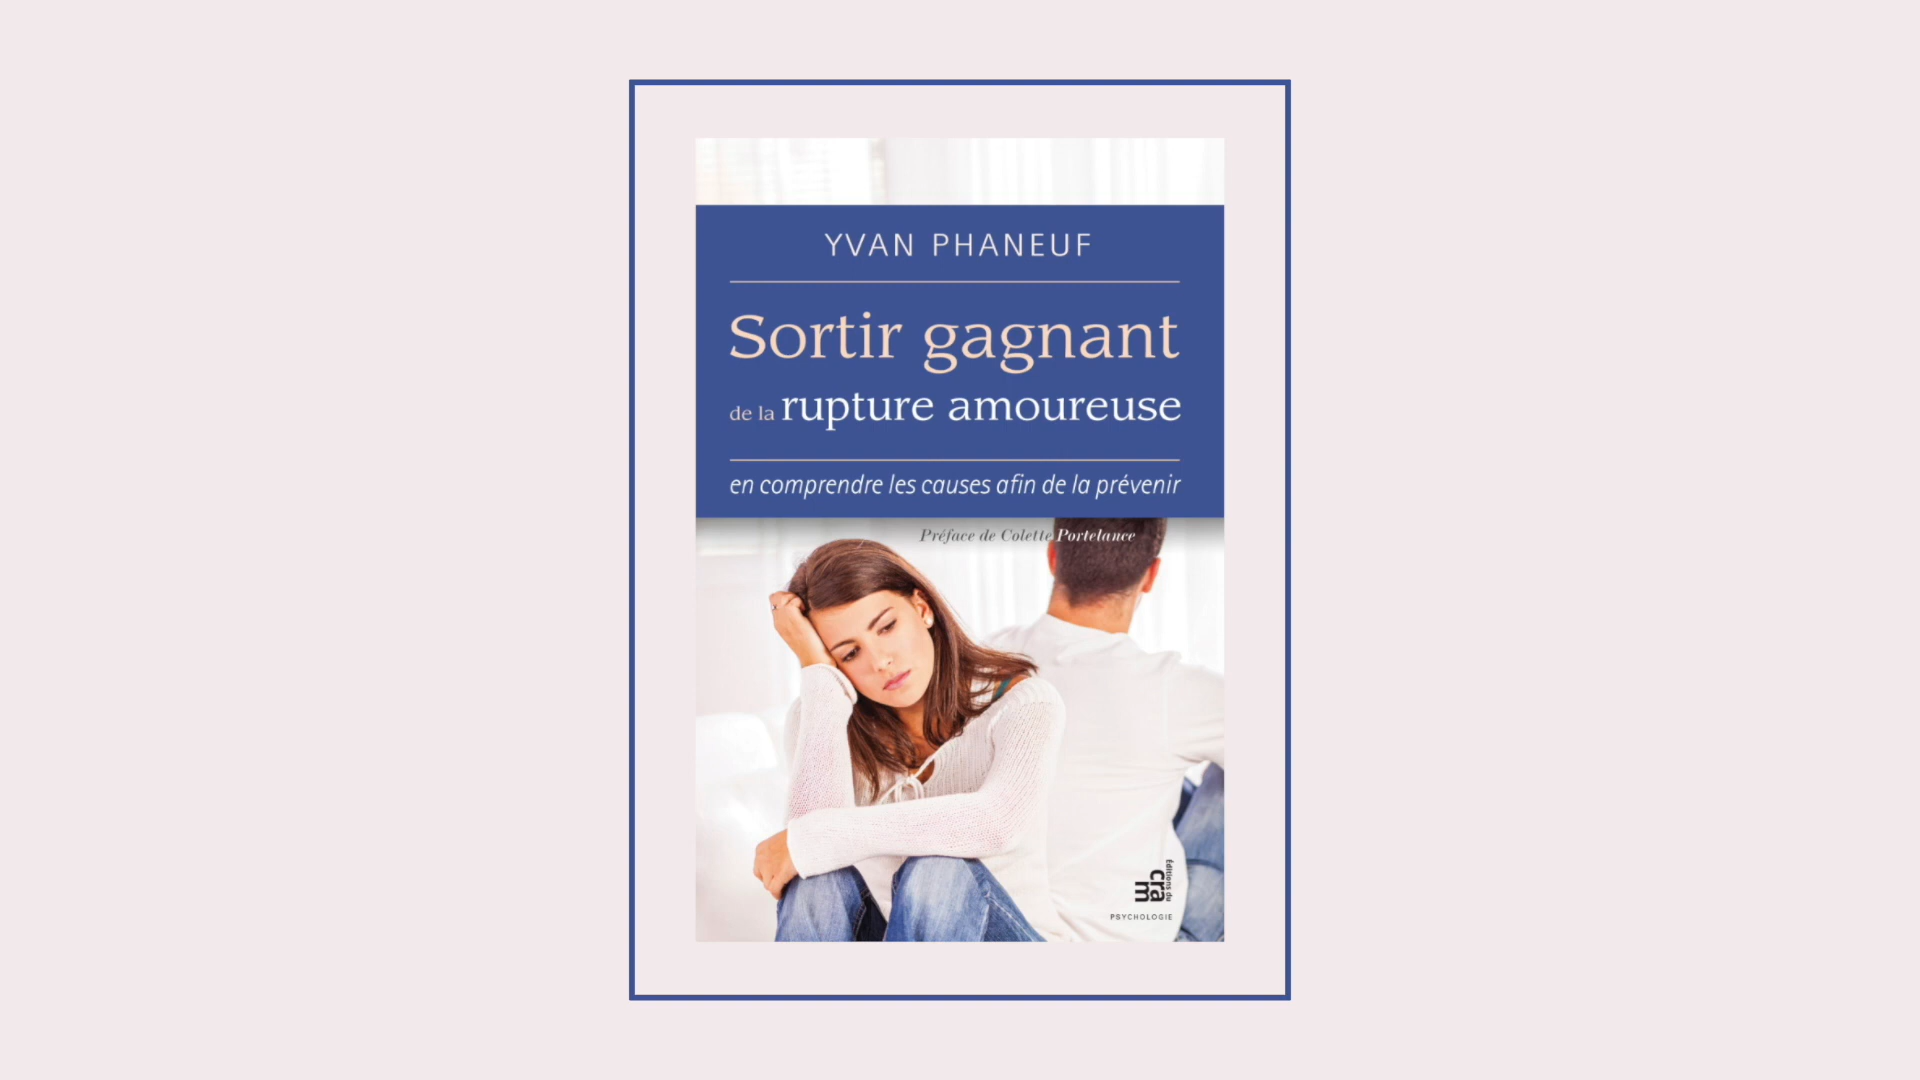 YVAN PHANEUF
Sortir gagnant
de la rupture amoureuse
en comprendre les causes afin de la prévenir
Préface de Colette Portelance
éditions du
cram
PSYCHOLOGIE